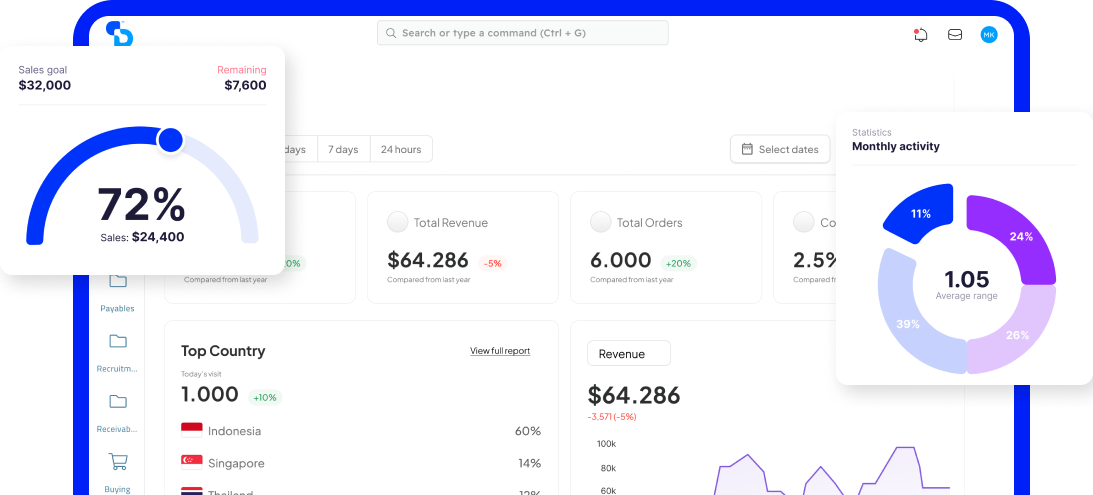 Search or type a command (Ctrl + G)
MK
Sales goal
Remaining
$32,000
$7,600
72%
Sales: $24,400
days
7 days
24 hours
Select dates
Compared from last year
Total Revenue
$64.286
-5%
Compared from last year
Total Orders
6.000
+20%
Compared from last year
Co
2.5%
Compared fr
Statistics
Monthly activity
11%
24%
39%
26%
1.05
Average range
Payables
Recruitm...
Receivab...
Buying
Top Country
View full report
Today's visit
1.000
+10%
Indonesia
60%
Singapore
14%
Thailand
12%
Revenue
$64.286
-3,571 (-5%)
100k
80k
60k